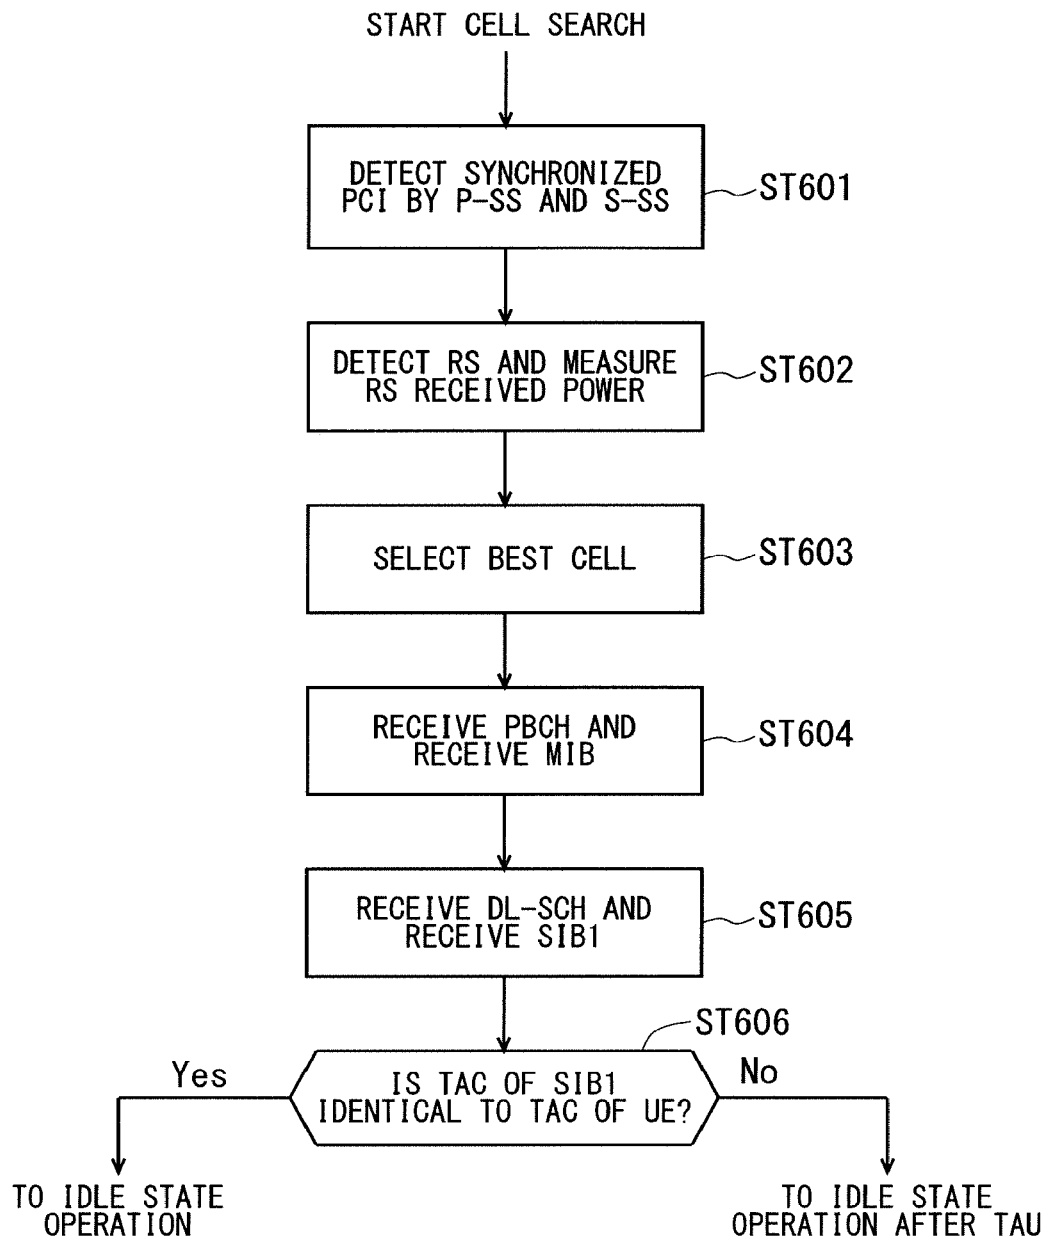 START CELL SEARCH
DETECT SYNCHRONIZED
PCI BY P-SS AND S-SS
ST601
DETECT RS AND MEASURE
RS RECEIVED POWER
ST602
SELECT BEST CELL
ST603
RECEIVE PBCH AND
RECEIVE MIB
ST604
RECEIVE DL-SCH AND
RECEIVE SIB1
ST605
ST606
Yes
IS TAC OF SIB1
IDENTICAL TO TAC OF UE?
No
TO IDLE STATE
OPERATION
TO IDLE STATE
OPERATION AFTER TAU